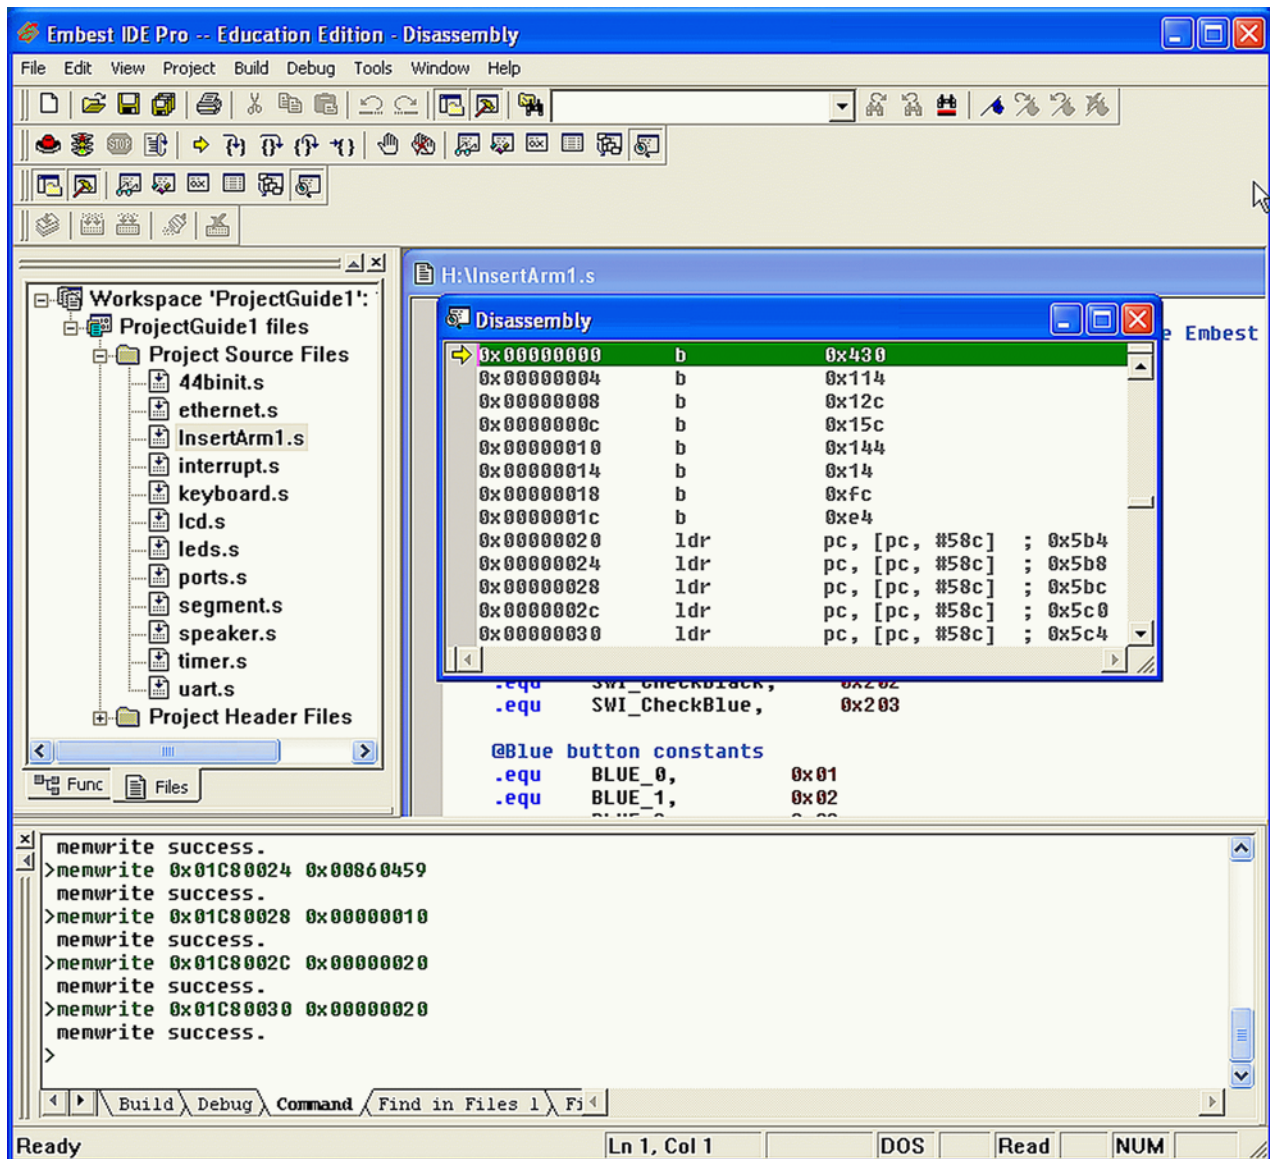 Embest IDE Pro -- Education Edition - Disassembly
File Edit View Project Build Debug Tools Window Help
STOP
Workspace 'ProjectGuide1':
ProjectGuide1 files
Project Source Files
44binit.s
ethernet.s
InsertArm1.s
interrupt.s
keyboard.s
lcd.s
leds.s
ports.s
segment.s
speaker.s
timer.s
uart.s
Project Header Files
Func Files
H:\InsertArm1.s
e Embest
Disassembly
0x00000000 b 0x430
0x00000004 b 0x114
0x00000008 b 0x12c
0x0000000c b 0x15c
0x00000010 b 0x144
0x00000014 b 0x14
0x00000018 b 0xfc
0x0000001c b 0xe4
0x00000020 ldr pc, [pc, #58c] ; 0x5b4
0x00000024 ldr pc, [pc, #58c] ; 0x5b8
0x00000028 ldr pc, [pc, #58c] ; 0x5bc
0x0000002c ldr pc, [pc, #58c] ; 0x5c0
0x00000030 ldr pc, [pc, #58c] ; 0x5c4
.equ SWI_CheckBlack, 0x202
.equ SWI_CheckBlue, 0x203
@Blue button constants
.equ BLUE_0, 0x01
.equ BLUE_1, 0x02
memwrite success.
>memwrite 0x01C80024 0x00860459
memwrite success.
>memwrite 0x01C80028 0x00000010
memwrite success.
>memwrite 0x01C8002C 0x00000020
memwrite success.
>memwrite 0x01C80030 0x00000020
memwrite success.
>
Build Debug Command Find in Files 1 Fi
Ready Ln 1, Col 1 DOS Read NUM